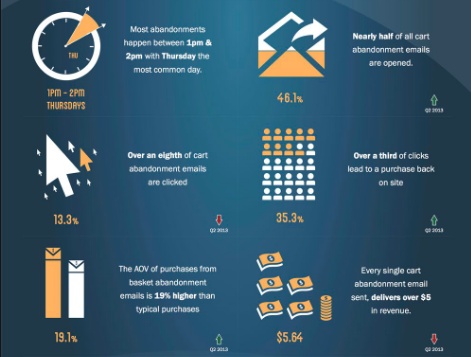 Most abandonments
happen between 1pm &
2pm with Thursday the
most common day.
THU
1PM - 2PM
THURSDAYS
Nearly half of all cart
abandonment emails
are opened.
46.1%
Q2 2013
Over an eighth of cart
abandonment emails
are clicked
13.3%
Q2 2013
Over a third of clicks
lead to a purchase back
on site
35.3%
Q2 2013
The AOV of purchases from
basket abandonment
emails is 19% higher than
typical purchases
19.1%
Q2 2013
Every single cart
abandonment email
sent, delivers over $5
in revenue.
$5.64
Q2 2013